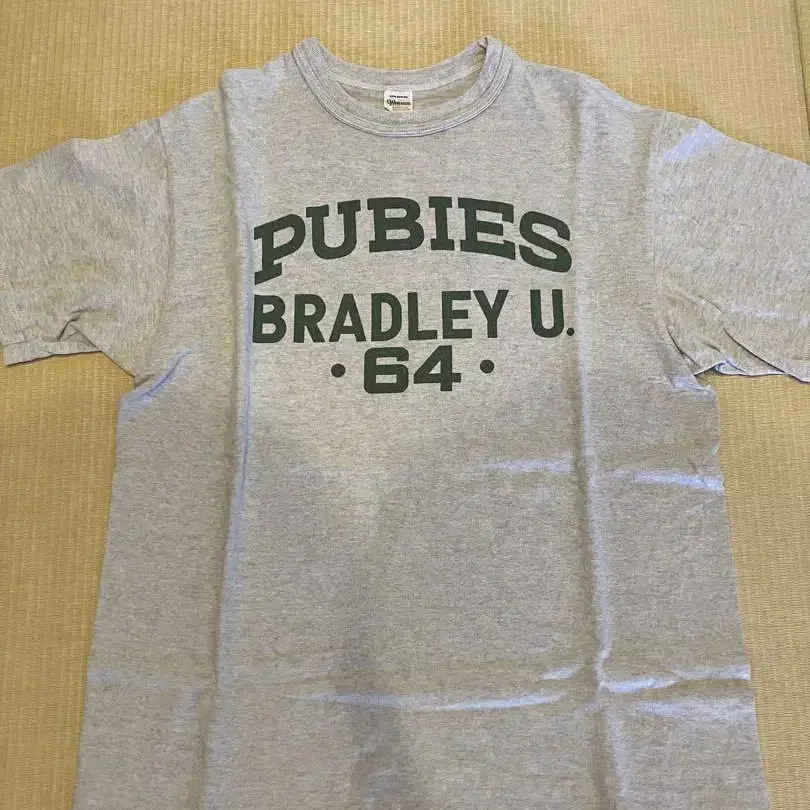 PUBIES
BRADLEY U.
• 64 •